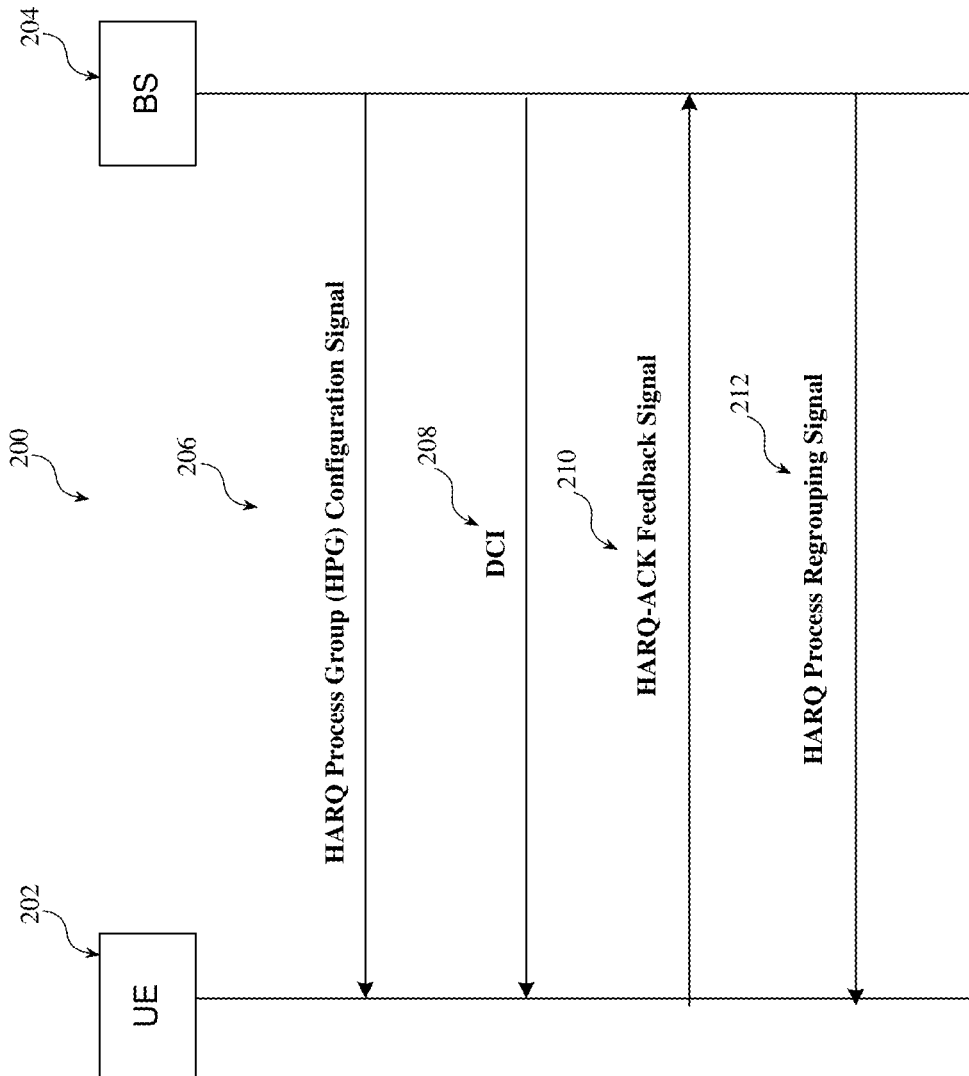 200
202
UE
204
BS
206
HARQ Process Group (HPG) Configuration Signal
208
DCI
210
HARQ-ACK Feedback Signal
212
HARQ Process Regrouping Signal